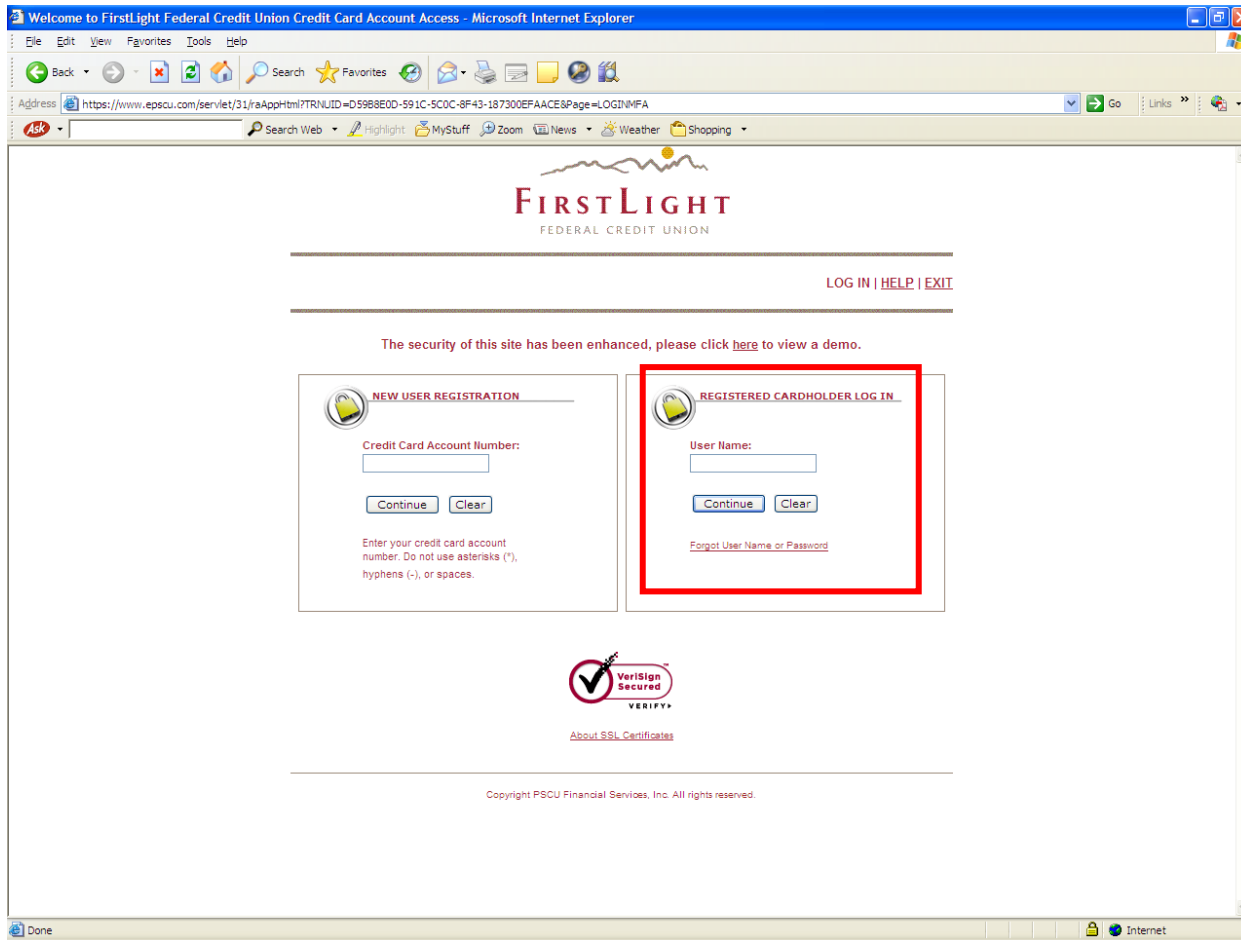 Welcome to FirstLight Federal Credit Union Credit Card Account Access - Microsoft Internet Explorer
File Edit View Favorites Tools Help
Back Search Favorites
Address https://www.epscu.com/servlet/31/raAppHtml?TRNUID=D59B8E0D-591C-5C0C-8F43-187300EFAACE&Page=LOGINMFA Go Links »
Ask Search Web Highlight MyStuff Zoom News Weather Shopping
FIRSTLIGHT
FEDERAL CREDIT UNION
LOG IN | HELP | EXIT
The security of this site has been enhanced, please click here to view a demo.
NEW USER REGISTRATION
Credit Card Account Number:
Continue Clear
Enter your credit card account
number. Do not use asterisks (*),
hyphens (-), or spaces.
REGISTERED CARDHOLDER LOG IN
User Name:
Continue Clear
Forgot User Name or Password
VeriSign
Secured
VERIFY
About SSL Certificates
Copyright PSCU Financial Services, Inc. All rights reserved.
Done Internet